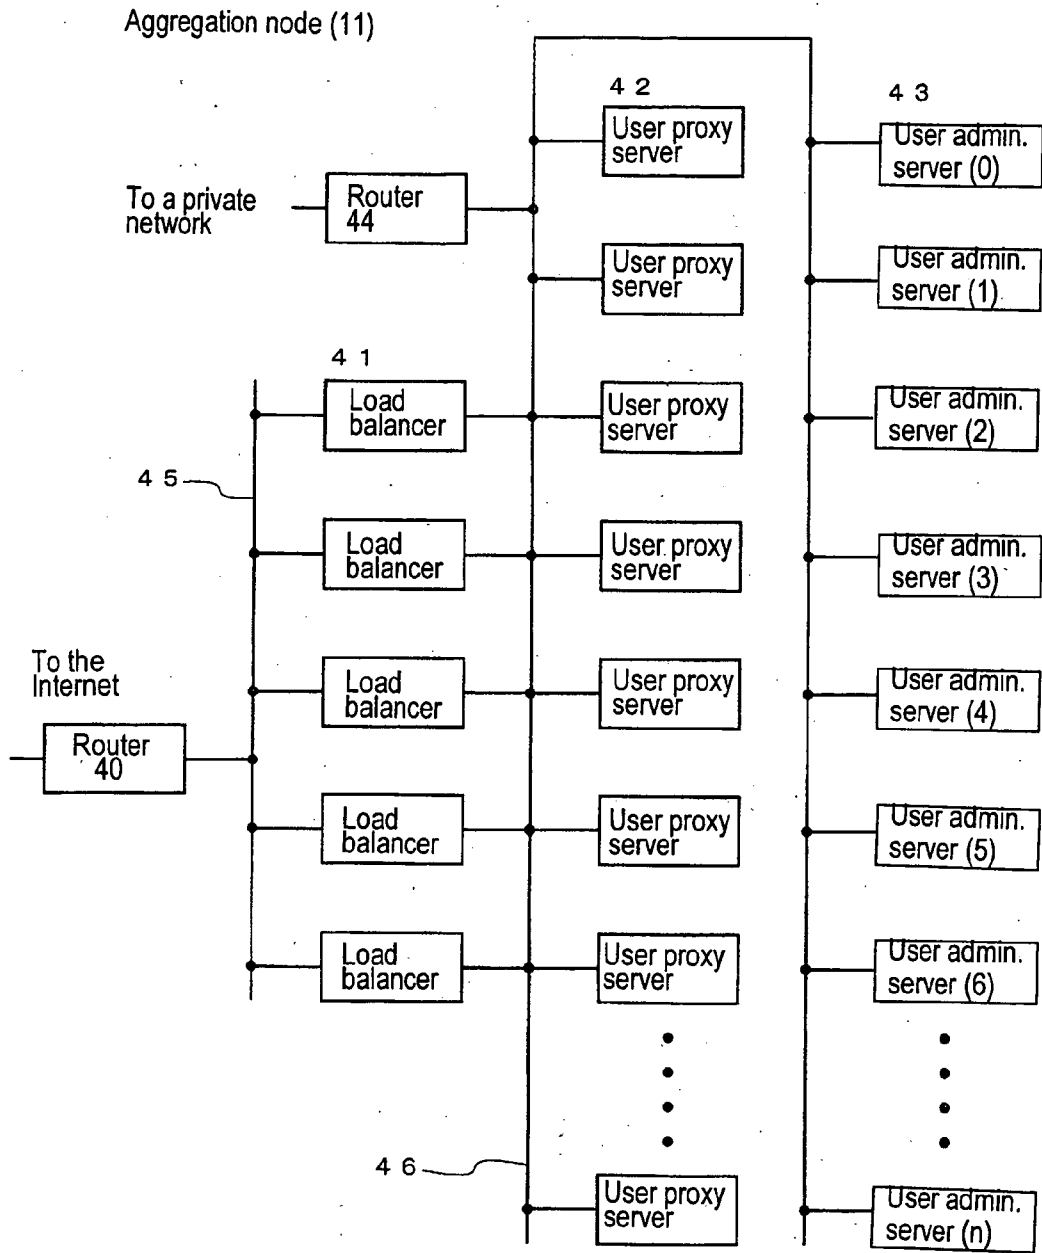 Aggregation node (11)
4 2
4 3
User proxy
server
User admin.
server (0)
To a private
network
Router
44
User proxy
server
User admin.
server (1)
4 1
Load
balancer
User proxy
server
User admin.
server (2)
4 5
Load
balancer
User proxy
server
User admin.
server (3)
To the
Internet
Load
balancer
User proxy
server
User admin.
server (4)
Router
40
Load
balancer
User proxy
server
User admin.
server (5)
Load
balancer
User proxy
server
User admin.
server (6)
4 6
User proxy
server
User admin.
server (n)